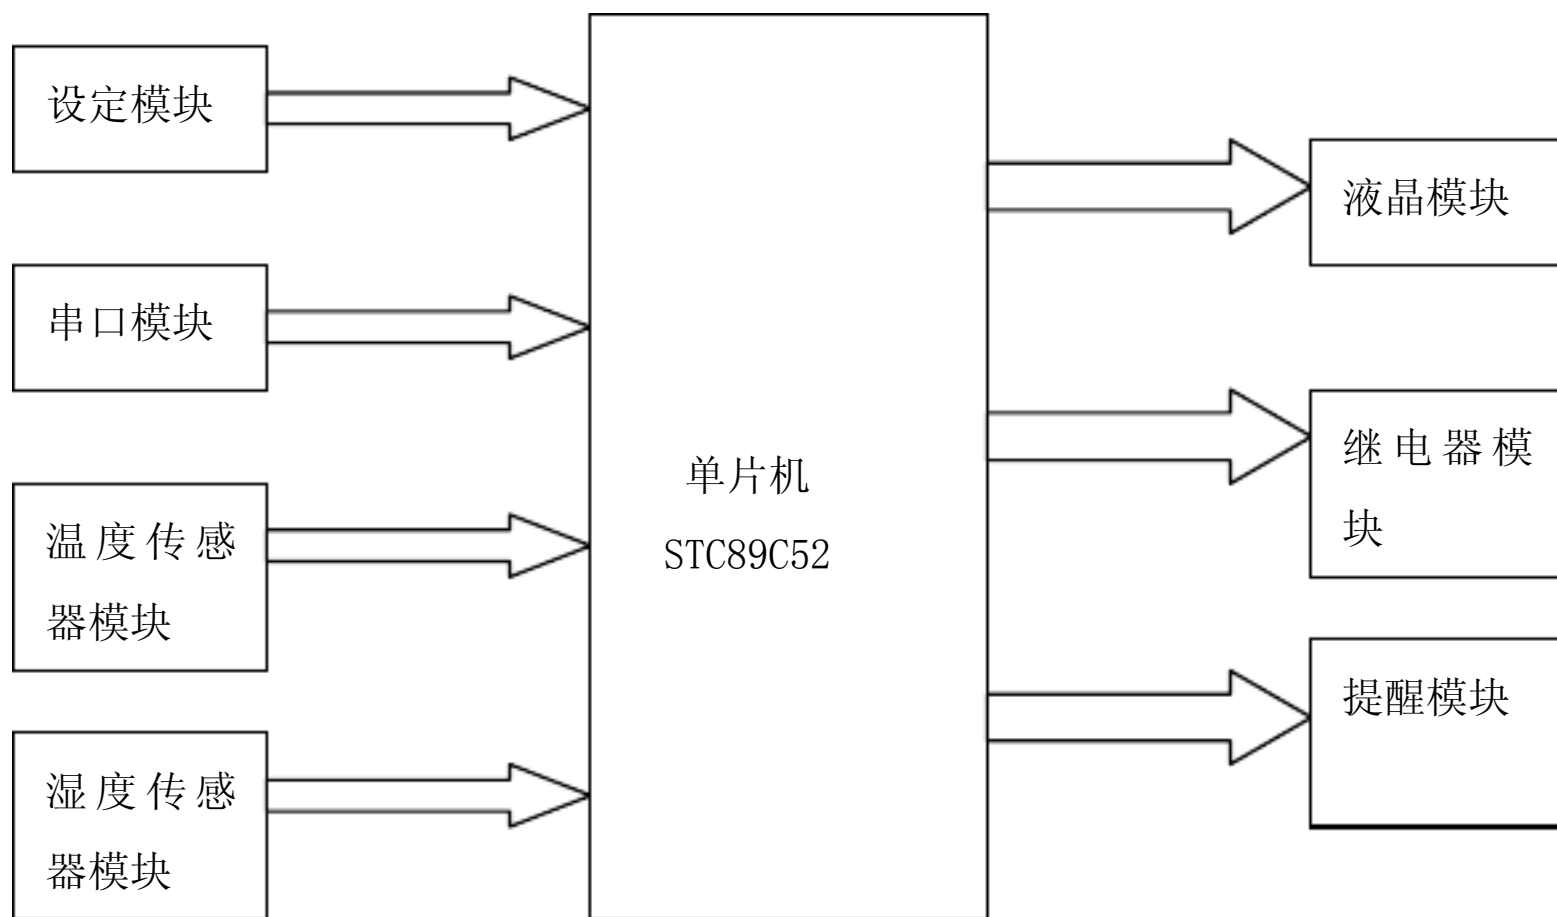 设定模块
串口模块
温度传感
器模块
湿度传感
器模块
单片机
STC89C52
液晶模块
继电器模
块
提醒模块